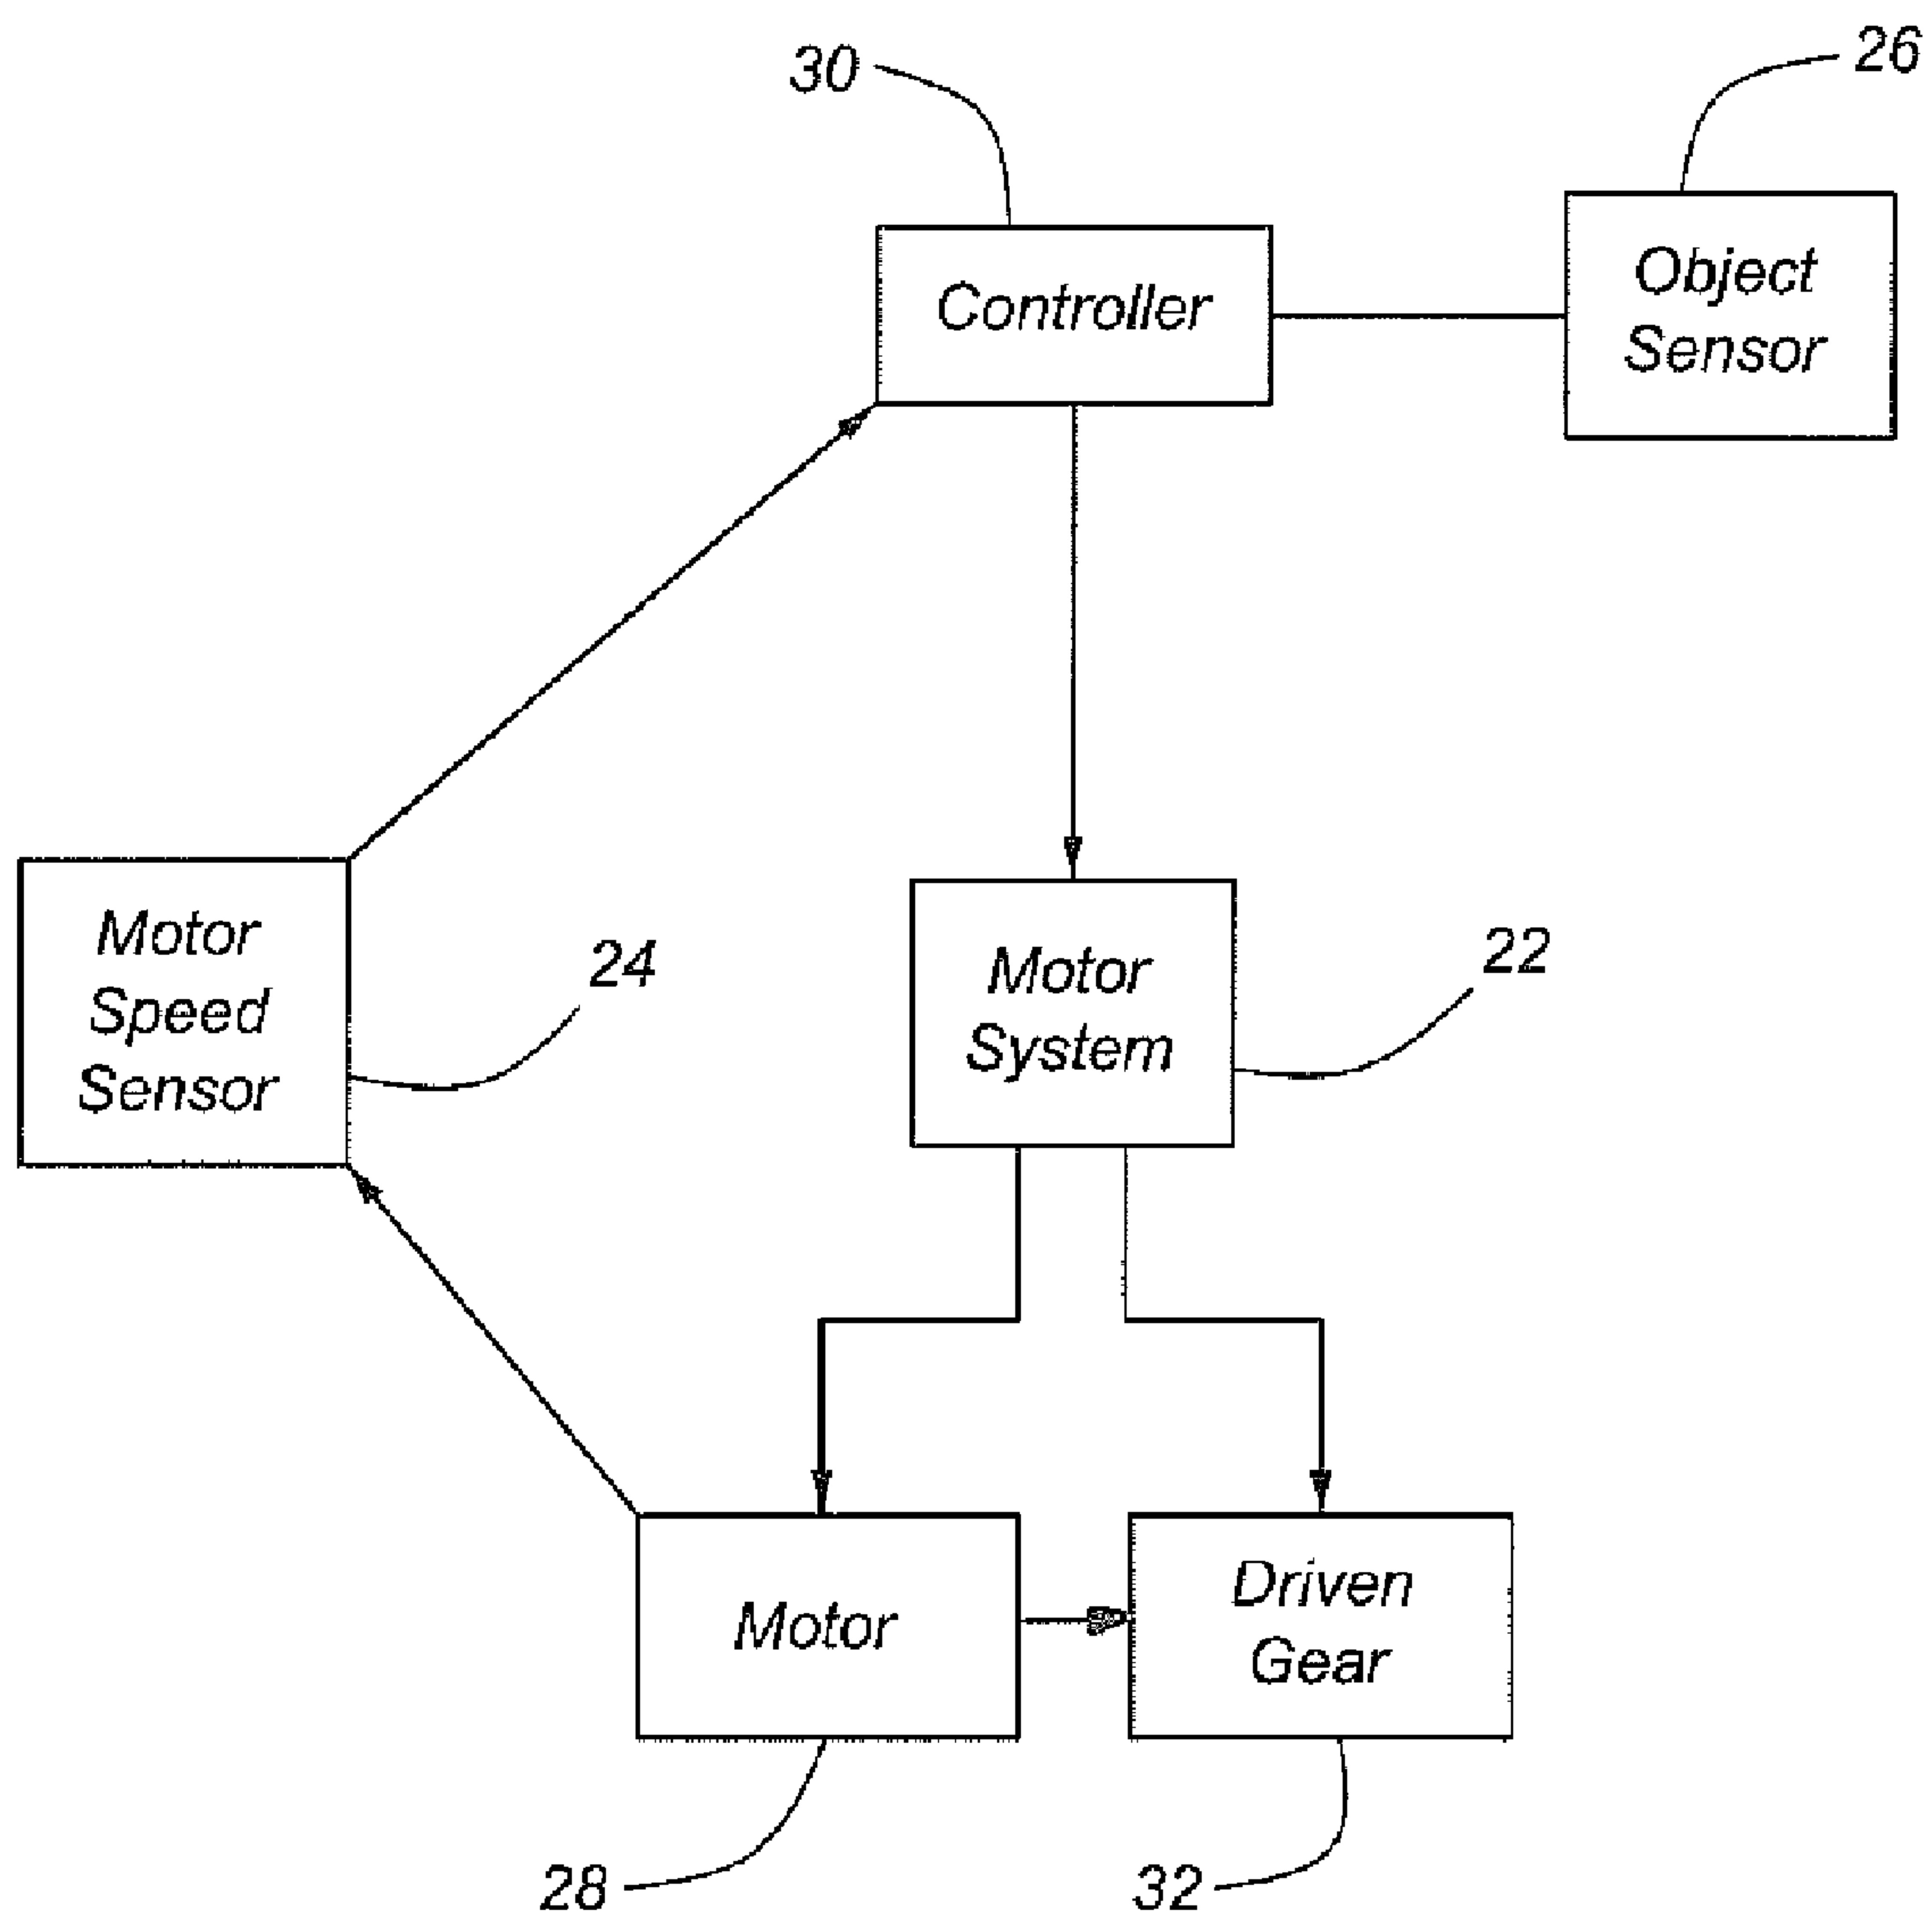 30
26
Controller
Object
Sensor
Motor
Speed
Sensor
24
Motor
System
22
Motor
Driven
Gear
28
32